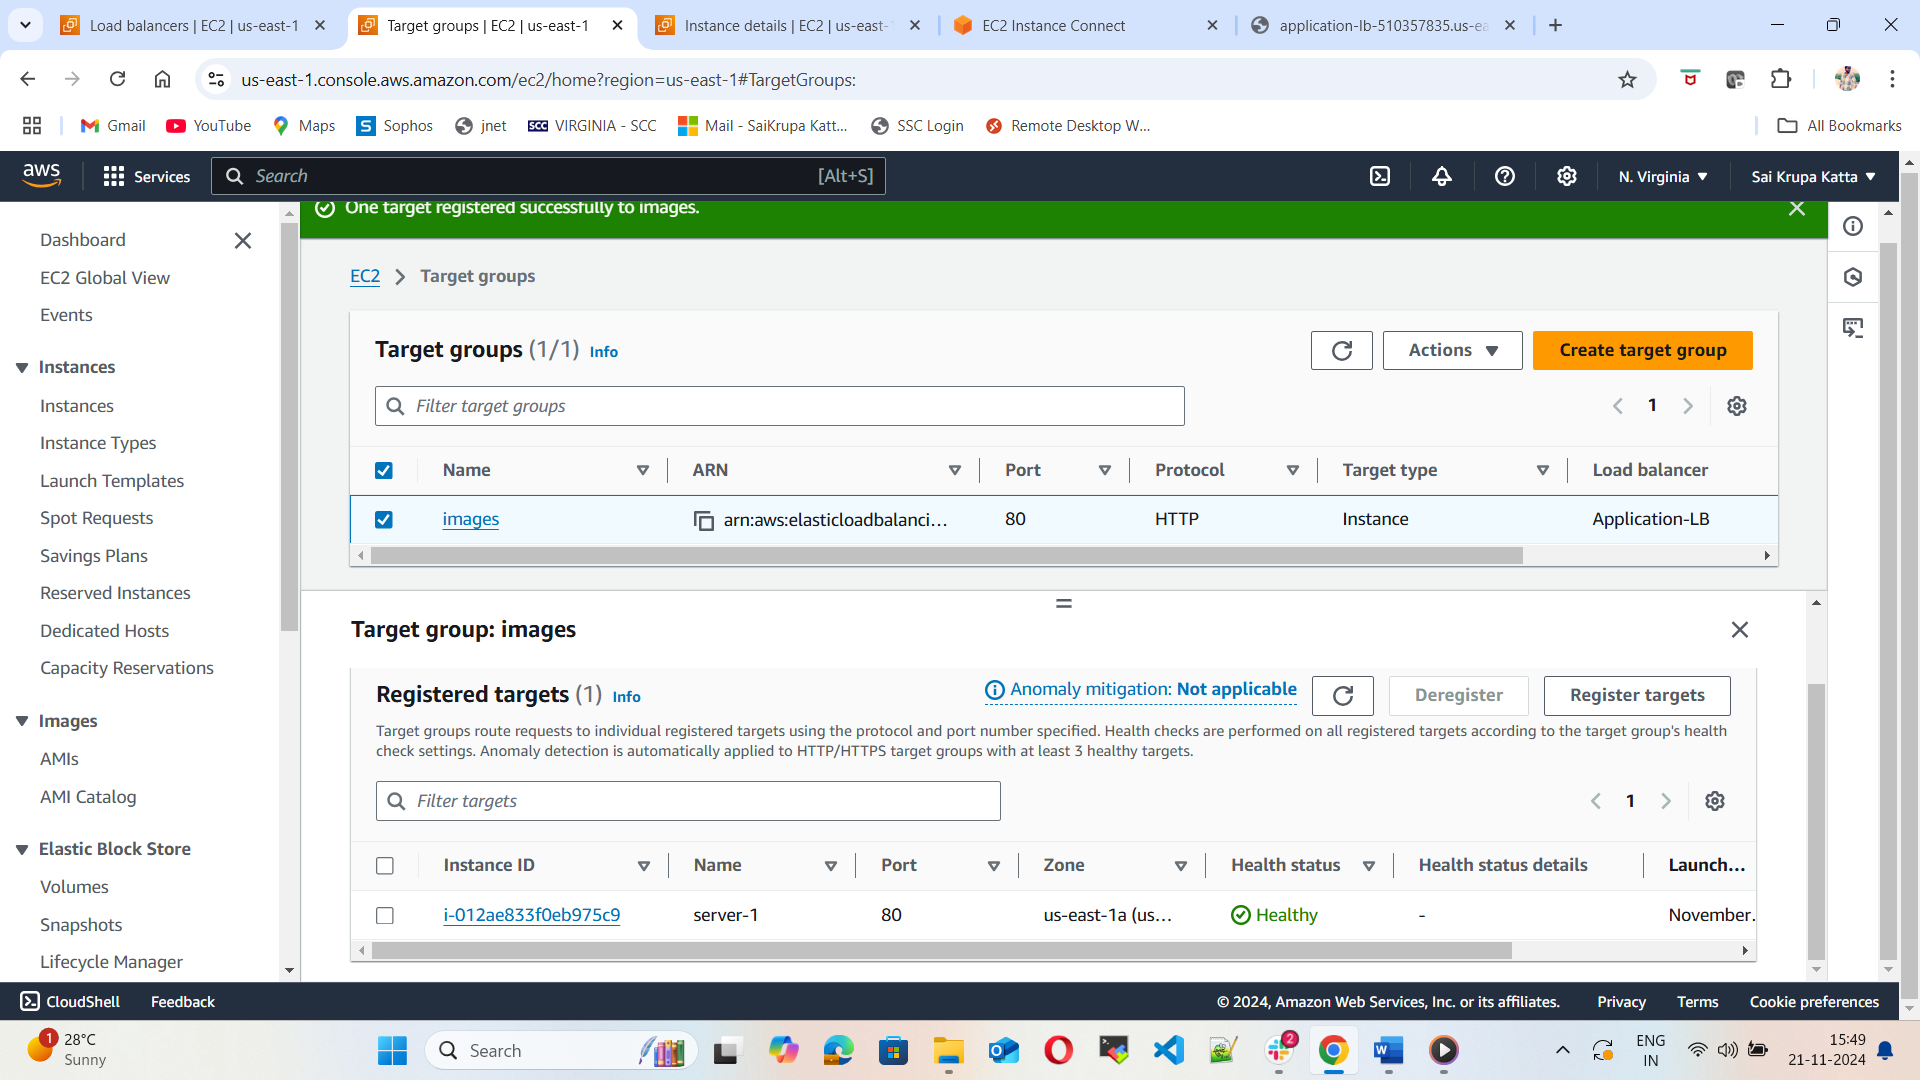 Load balancers | EC2 | us-east-1
Target groups | EC2 | us-east-1
Instance details | EC2 | us-east-
EC2 Instance Connect
application-lb-510357835.us-ea
us-east-1.console.aws.amazon.com/ec2/home?region=us-east-1#TargetGroups:
Gmail
YouTube
Maps
S Sophos
jnet
SCC VIRGINIA - SCC
Mail - SaiKrupa Katt...
SSC Login
Remote Desktop W...
All Bookmarks
aws
Services
Search
[Alt+S]
N. Virginia
Sai Krupa Katta
One target registered successfully to images.
Dashboard
EC2 Global View
Events
Instances
Instances
Instance Types
Launch Templates
Spot Requests
Savings Plans
Reserved Instances
Dedicated Hosts
Capacity Reservations
Images
AMIs
AMI Catalog
Elastic Block Store
Volumes
Snapshots
Lifecycle Manager
EC2 > Target groups
Target groups (1/1) Info
Actions
Create target group
Filter target groups
1
Name ARN Port Protocol Target type Load balancer
images arn:aws:elasticloadbalanci... 80 HTTP Instance Application-LB
Target group: images
Registered targets (1) Info
Anomaly mitigation: Not applicable
Deregister
Register targets
Target groups route requests to individual registered targets using the protocol and port number specified. Health checks are performed on all registered targets according to the target group's health
check settings. Anomaly detection is automatically applied to HTTP/HTTPS target groups with at least 3 healthy targets.
Filter targets
1
Instance ID Name Port Zone Health status Health status details Launch...
i-012ae833f0eb975c9 server-1 80 us-east-1a (us... Healthy - November.
CloudShell
Feedback
© 2024, Amazon Web Services, Inc. or its affiliates.
Privacy
Terms
Cookie preferences
1
28°C
Sunny
Search
2
ENG
IN
15:49
21-11-2024